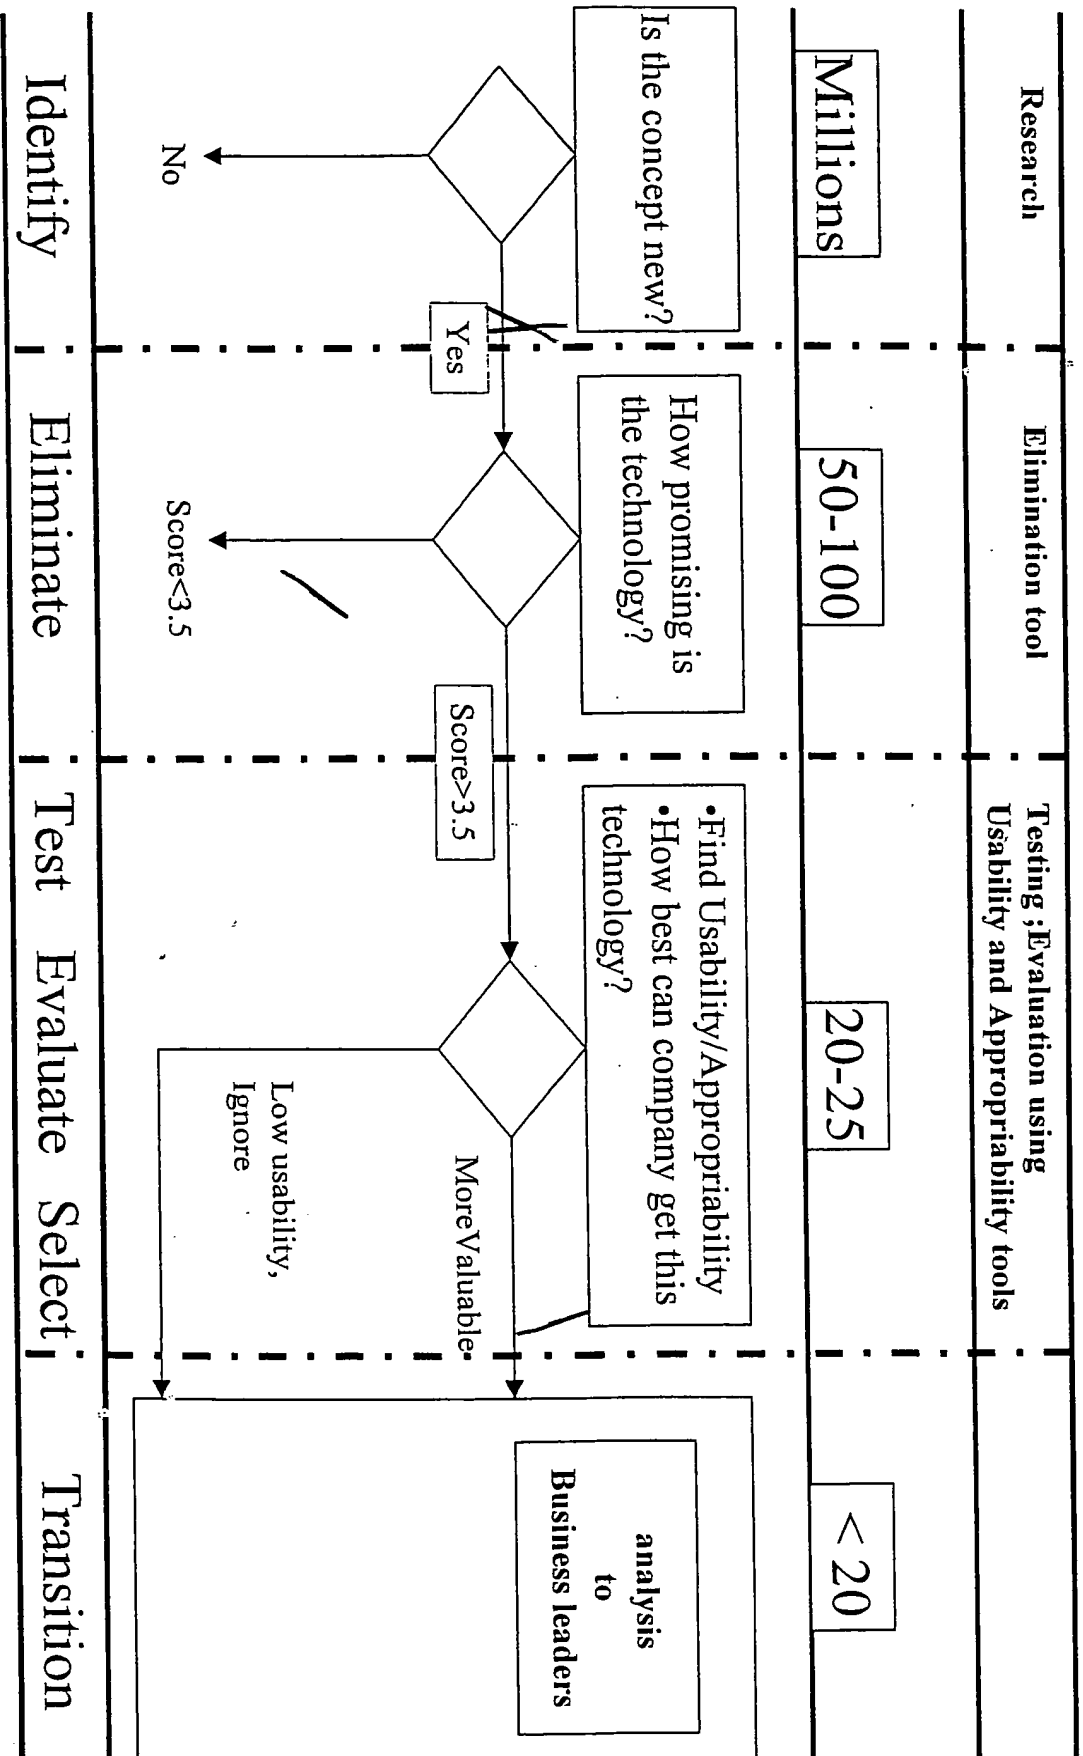 Research
Elimination tool
Testing ;Evaluation using
Usability and Appropriability tools
Millions
50-100
20-25
< 20
Is the concept new?
How promising is
the technology?
•Find Usability/Appropriability
•How best can company get this
technology?
analysis
to
Business leaders
Yes
Score>3.5
MoreValuable
No
Score<3.5
Low usability,
Ignore
Identify
Eliminate
Test Evaluate Select
Transition